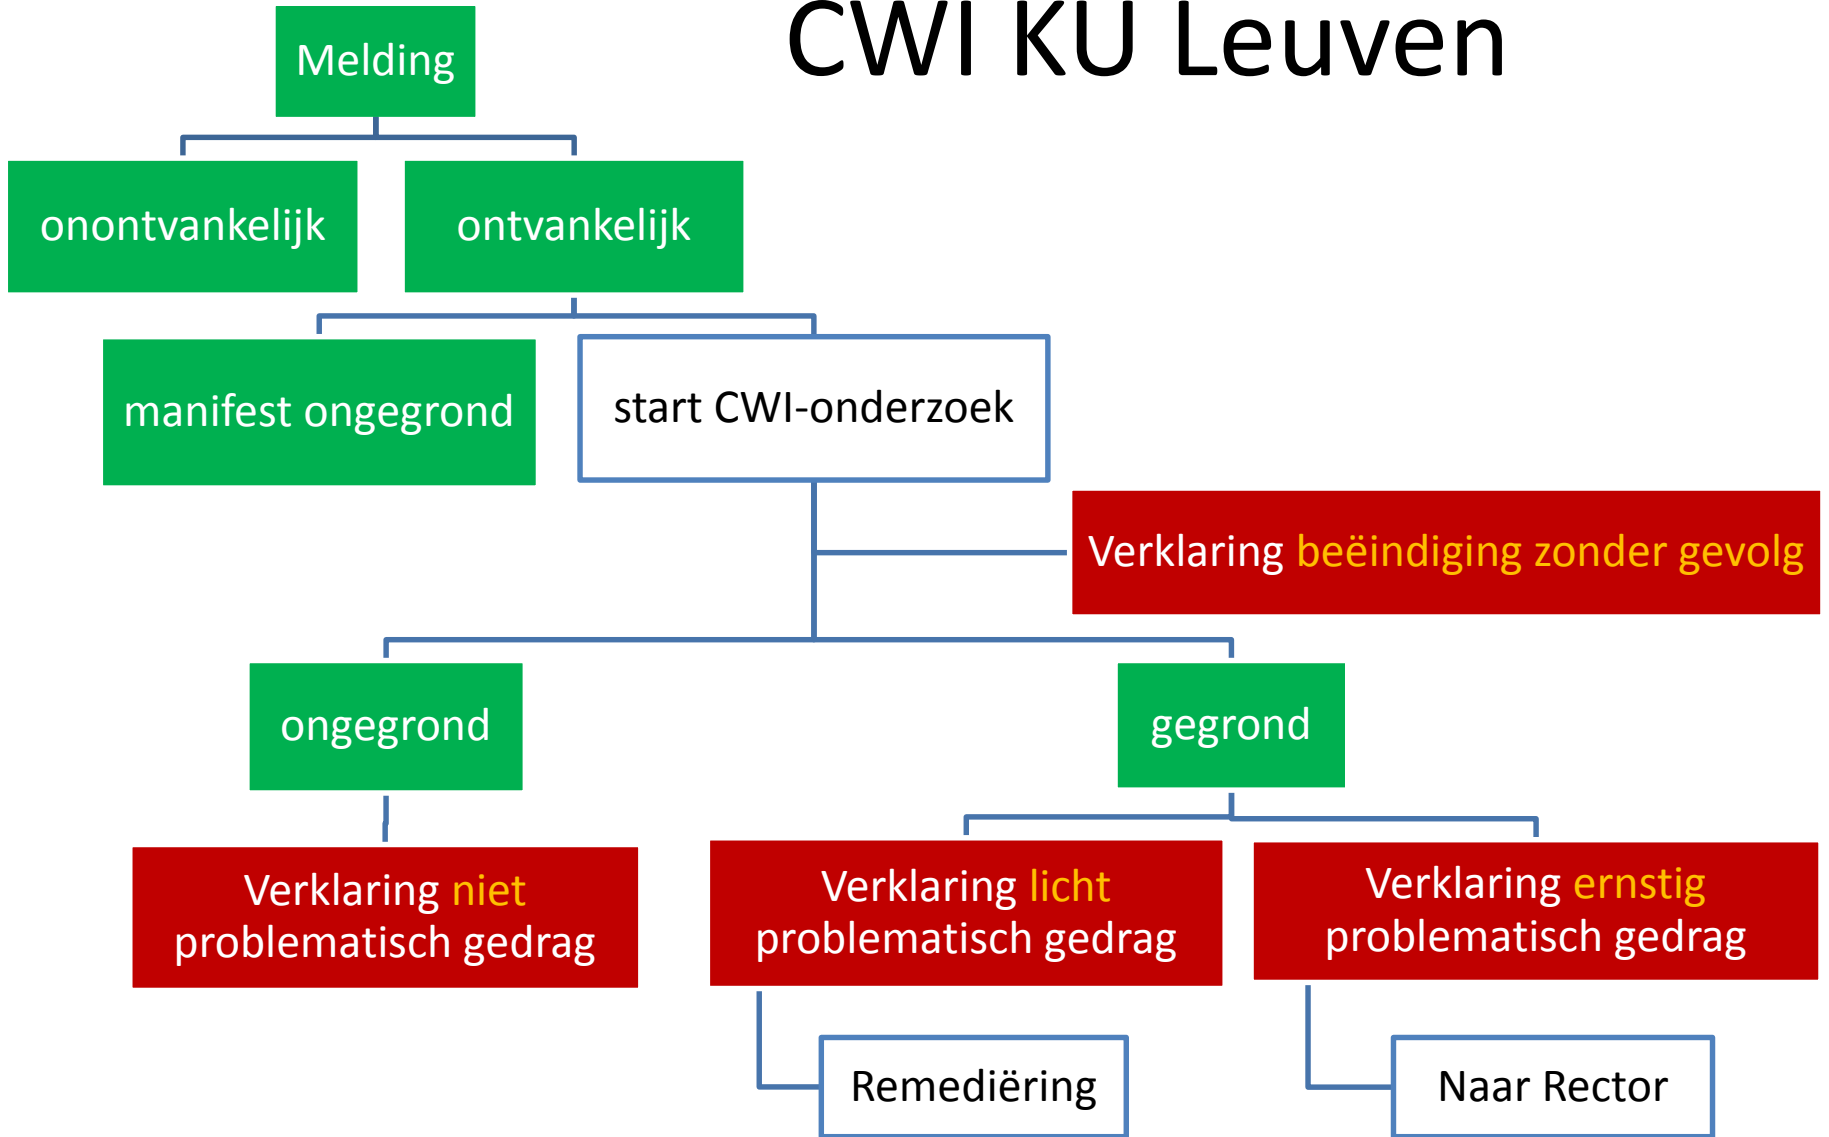 CWI KU Leuven
Melding
onontvankelijk
ontvankelijk
manifest ongegrond
start CWI-onderzoek
Verklaring beëindiging zonder gevolg
ongegrond
gegrond
Verklaring niet
problematisch gedrag
Verklaring licht
problematisch gedrag
Verklaring ernstig
problematisch gedrag
Remediëring
Naar Rector